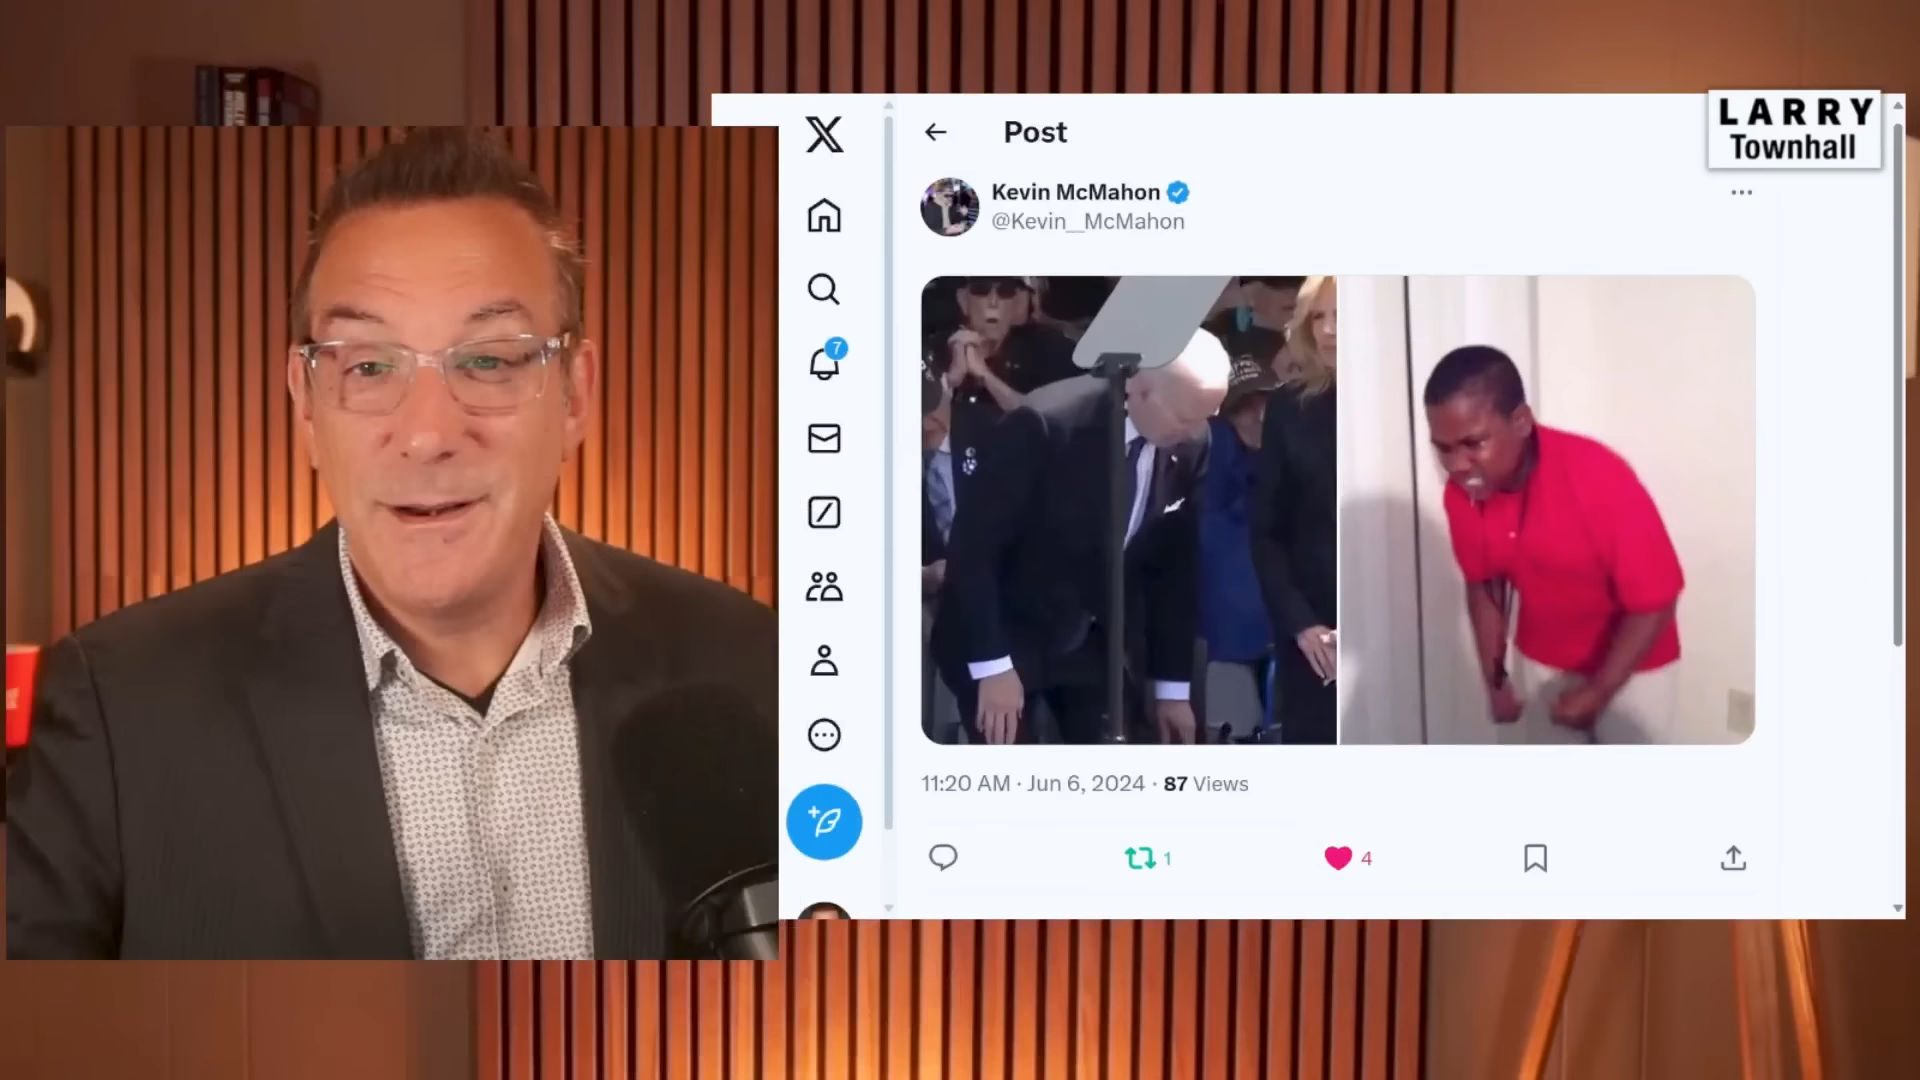 LARRY
Townhall
Post
Kevin McMahon
@Kevin__McMahon
7
11:20 AM · Jun 6, 2024 · 87 Views
1
4